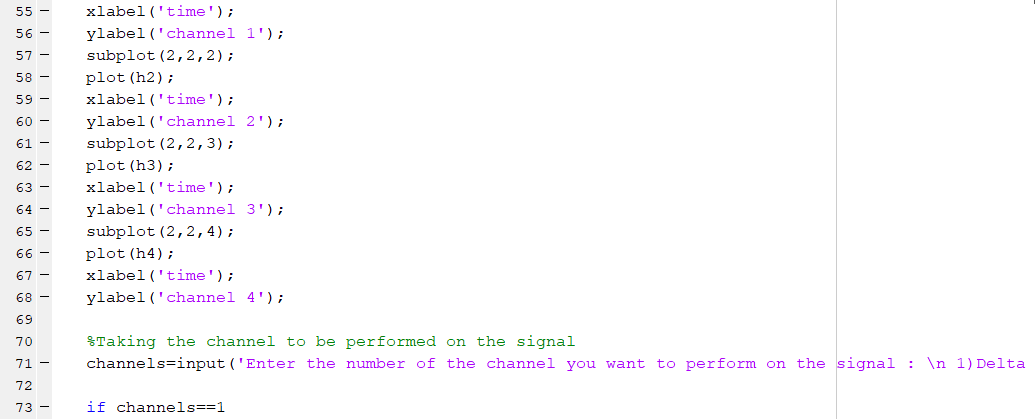 55 - xlabel('time');
56 - ylabel('channel 1');
57 - subplot(2,2,2);
58 - plot(h2);
59 - xlabel('time');
60 - ylabel('channel 2');
61 - subplot(2,2,3);
62 - plot(h3);
63 - xlabel('time');
64 - ylabel('channel 3');
65 - subplot(2,2,4);
66 - plot(h4);
67 - xlabel('time');
68 - ylabel('channel 4');
69
70 %Taking the channel to be performed on the signal
71 - channels=input('Enter the number of the channel you want to perform on the signal : \n 1)Delta
72
73 - if channels==1